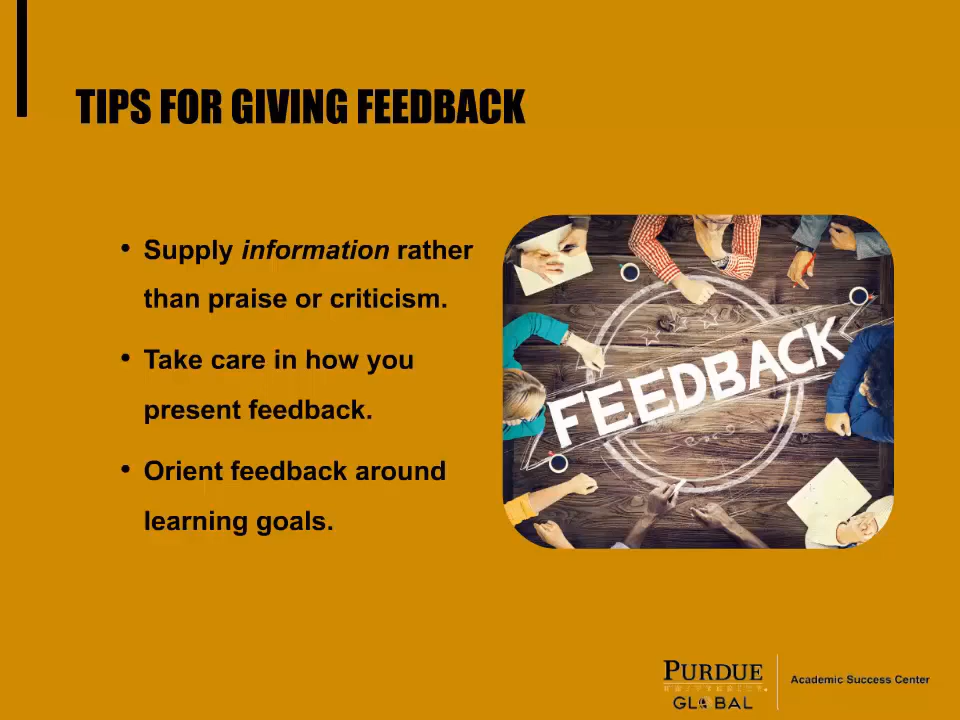 TIPS FOR GIVING FEEDBACK
• Supply information rather
than praise or criticism.
• Take care in how you
present feedback.
• Orient feedback around
learning goals.
FEEDBACK
PURDUE
UNIVERSITY
GLOBAL
Academic Success Center